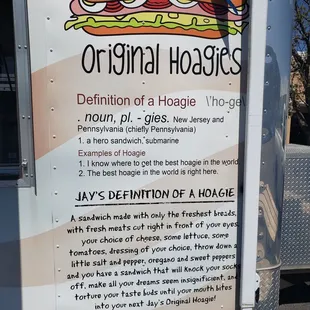 Original Hoagies
Definition of a Hoagie \'ho-ge\
. noun, pl. - gies. New Jersey and
Pennsylvania (chiefly Pennsylvania)
1. a hero sandwich, submarine
Examples of Hoagie
1. I know where to get the best hoagie in the world
2. The best hoagie in the world is right here.
JAY'S DEFINITION OF A HOAGIE
A sandwich made with only the freshest breads,
with fresh meats cut right in front of your eyes,
your choice of cheese, some lettuce, some
tomatoes, dressing of your choice, throw down a
little salt and pepper, oregano and sweet peppers
and you have a sandwich that will knock your socks
off, make all your dreams seem insignificant, and
torture your taste buds until your mouth bites
into your next Jay's Original Hoagie!